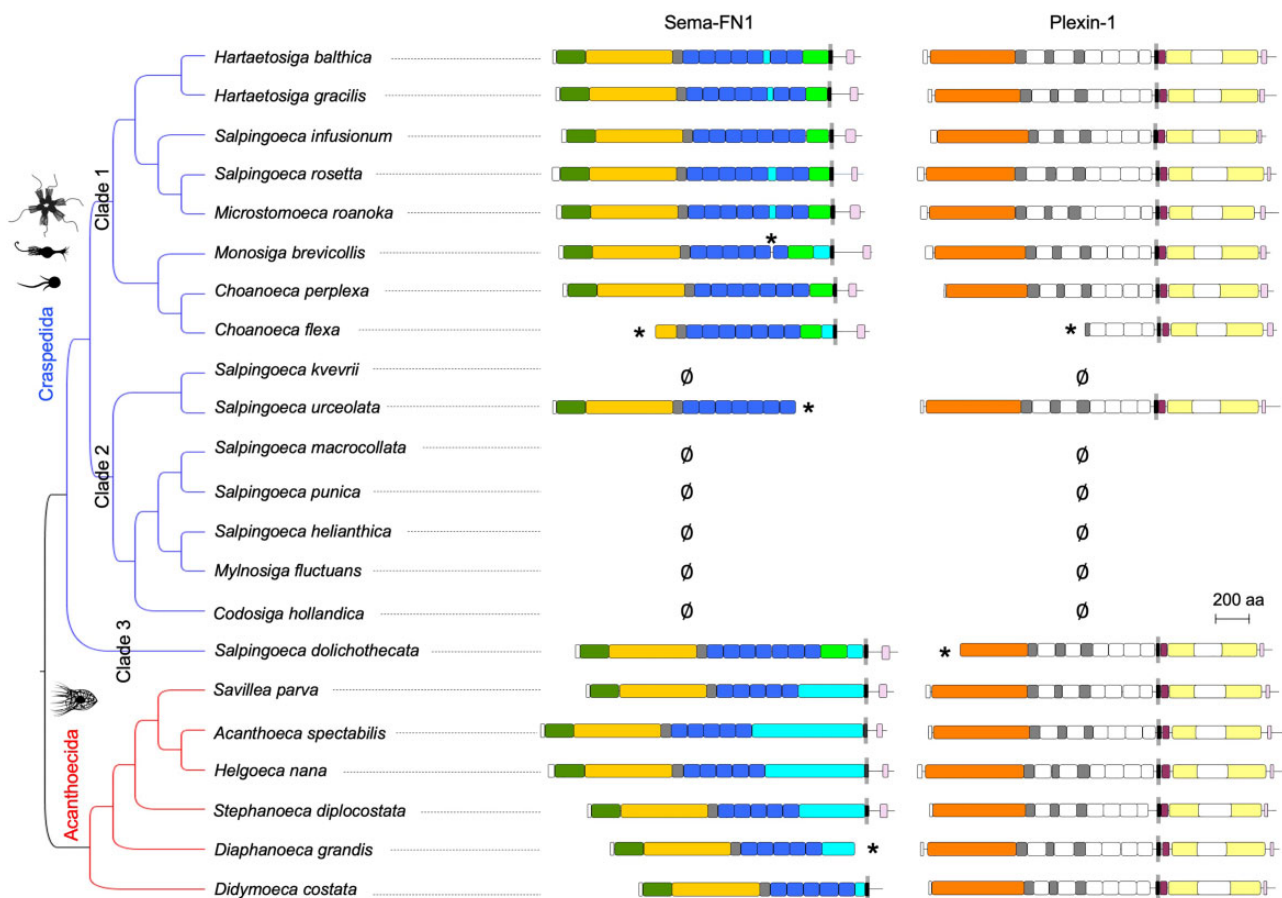 Sema-FN1 Plexin-1
Hartaetosiga balthica
Hartaetosiga gracilis
Salpingoeca infusionum
Salpingoeca rosetta
Microstomoeca roanoka
Clade 1
Monosiga brevicollis *
Choanoeca perplexa
Choanoeca flexa * *
Craspedida
Salpingoeca kvevrii Ø Ø
Salpingoeca urceolata *
Clade 2
Salpingoeca macrocollata Ø Ø
Salpingoeca punica Ø Ø
Salpingoeca helianthica Ø Ø
Mylnosiga fluctuans Ø Ø
Codosiga hollandica Ø Ø
200 aa
Clade 3
Salpingoeca dolichothecata *
Savillea parva
Acanthoeca spectabilis
Helgoeca nana
Acanthoecida
Stephanoeca diplocostata
Diaphanoeca grandis *
Didymoeca costata